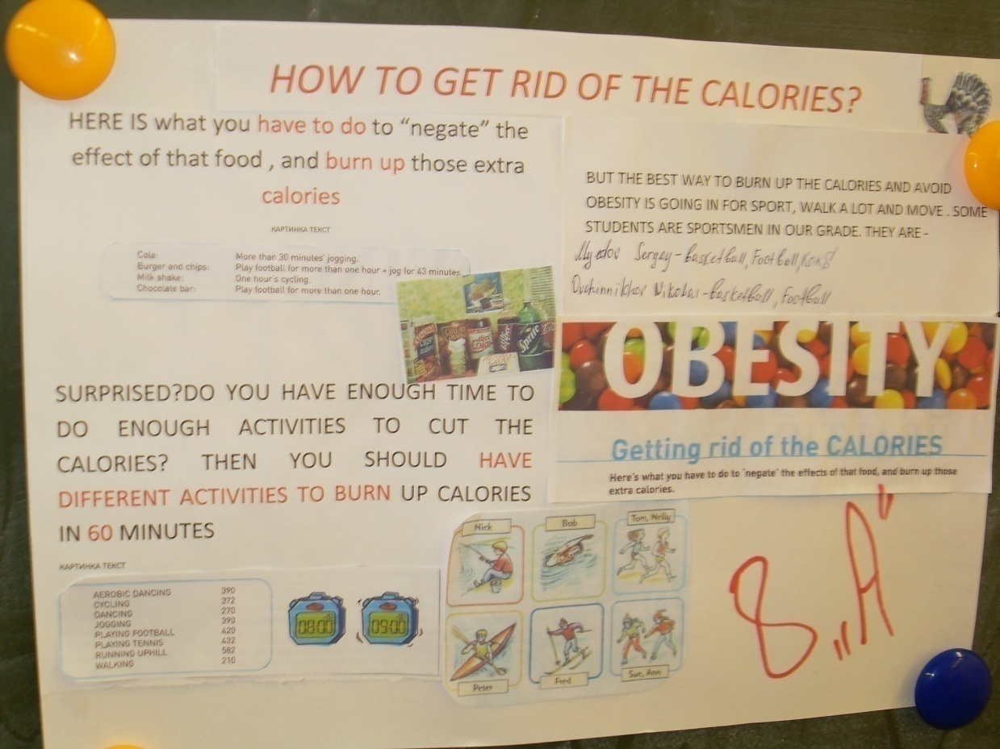 HOW TO GET RID OF THE CALORIES?
HERE IS what you have to do to “negate” the
effect of that food , and burn up those extra
calories
КАРТИНКА ТЕКСТ
Cola: More than 30 minutes' jogging.
Burger and chips: Play football for more than one hour + jog for 43 minutes
Milk shake: One hour's cycling.
Chocolate bar: Play football for more than one hour.
Sprite
SURPRISED?DO YOU HAVE ENOUGH TIME TO
DO ENOUGH ACTIVITIES TO CUT THE
CALORIES? THEN YOU SHOULD HAVE
DIFFERENT ACTIVITIES TO BURN UP CALORIES
IN 60 MINUTES
КАРТИНКА ТЕКСТ
AEROBIC DANCING 390
CYCLING 372
DANCING 270
JOGGING 390
PLAYING FOOTBALL 420
PLAYING TENNIS 432
RUNNING UPHILL 582
WALKING 210
08:00
09:00
BUT THE BEST WAY TO BURN UP THE CALORIES AND AVOID
OBESITY IS GOING IN FOR SPORT, WALK A LOT AND MOVE . SOME
STUDENTS ARE SPORTSMEN IN OUR GRADE. THEY ARE -
Sergey - basketball, Football,
Nikolai - basketball, Football
OBESITY
Getting rid of the CALORIES
Here's what you have to do to 'negate' the effects of that food, and burn up those
extra calories.
Nick
Bob
Tom, Nelly
Peter
Fred
Sue, Ann
8 „A“